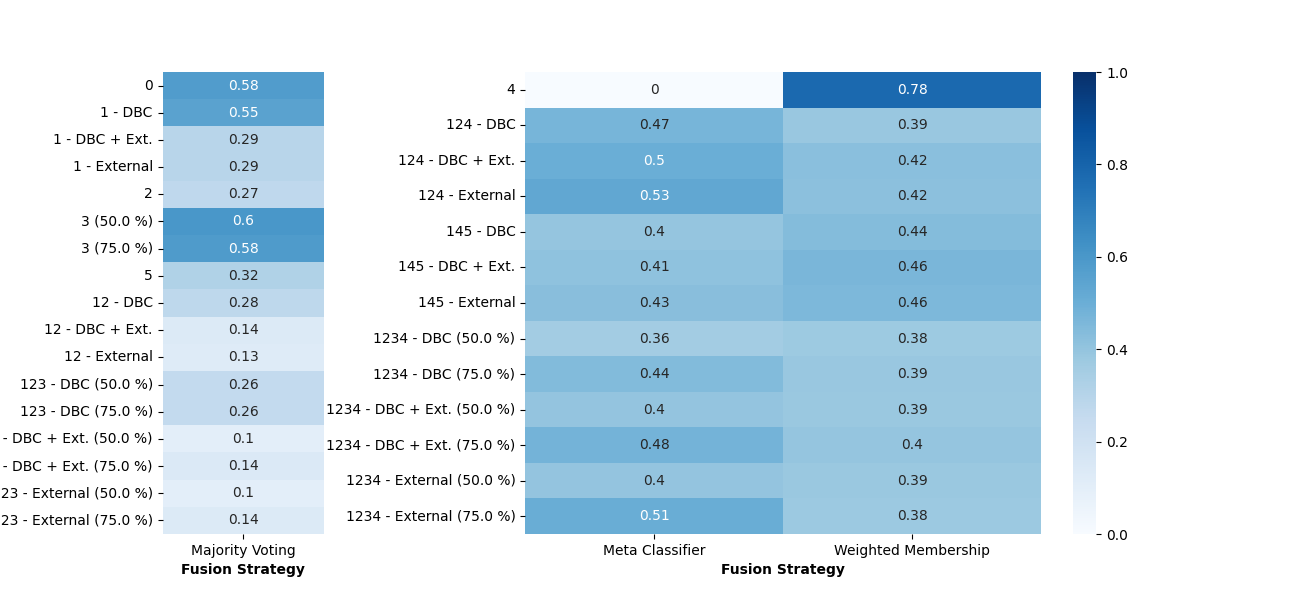 0 0.58
1 - DBC 0.55
1 - DBC + Ext. 0.29
1 - External 0.29
2 0.27
3 (50.0 %) 0.6
3 (75.0 %) 0.58
5 0.32
12 - DBC 0.28
12 - DBC + Ext. 0.14
12 - External 0.13
123 - DBC (50.0 %) 0.26
123 - DBC (75.0 %) 0.26
- DBC + Ext. (50.0 %) 0.1
- DBC + Ext. (75.0 %) 0.14
23 - External (50.0 %) 0.1
23 - External (75.0 %) 0.14
Majority Voting
Fusion Strategy
4 0 0.78
124 - DBC 0.47 0.39
124 - DBC + Ext. 0.5 0.42
124 - External 0.53 0.42
145 - DBC 0.4 0.44
145 - DBC + Ext. 0.41 0.46
145 - External 0.43 0.46
1234 - DBC (50.0 %) 0.36 0.38
1234 - DBC (75.0 %) 0.44 0.39
1234 - DBC + Ext. (50.0 %) 0.4 0.39
1234 - DBC + Ext. (75.0 %) 0.48 0.4
1234 - External (50.0 %) 0.4 0.39
1234 - External (75.0 %) 0.51 0.38
Meta Classifier Weighted Membership
Fusion Strategy
1.0
0.8
0.6
0.4
0.2
0.0